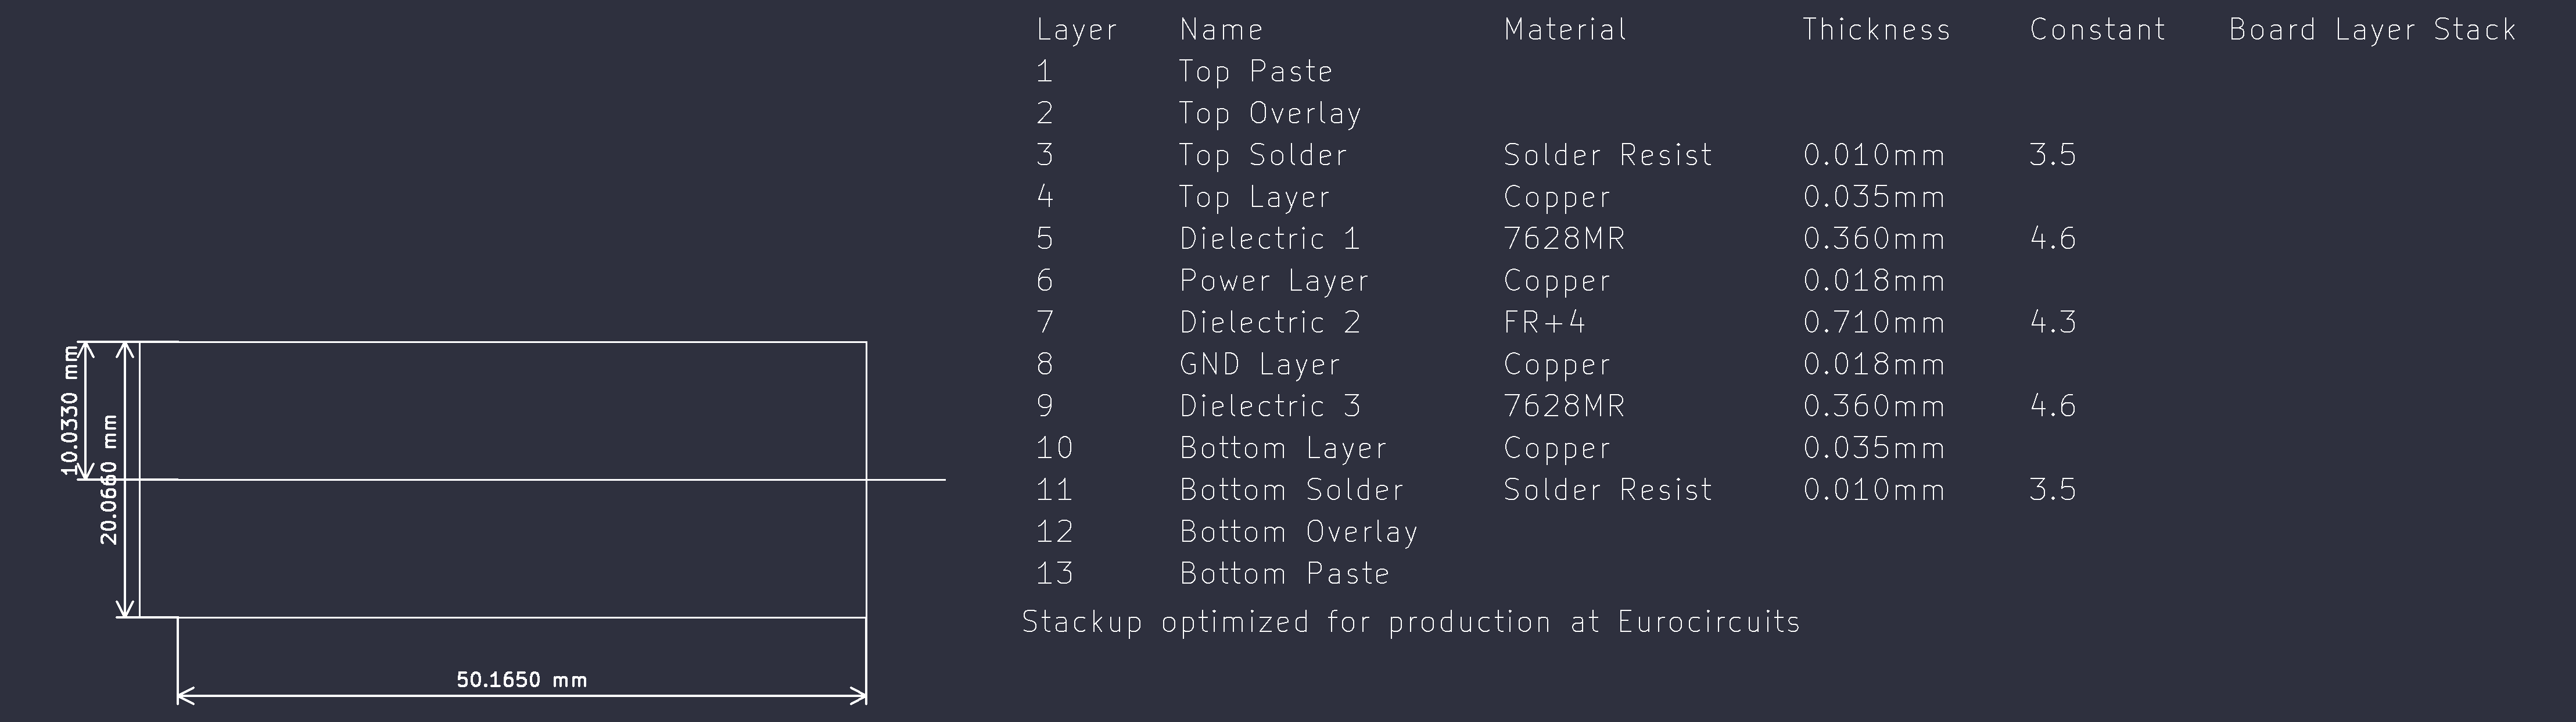 Layer Name Material Thickness Constant Board Layer Stack
1 Top Paste
2 Top Overlay
3 Top Solder Solder Resist 0.010mm 3.5
4 Top Layer Copper 0.035mm
5 Dielectric 1 7628MR 0.360mm 4.6
6 Power Layer Copper 0.018mm
7 Dielectric 2 FR+4 0.710mm 4.3
8 GND Layer Copper 0.018mm
9 Dielectric 3 7628MR 0.360mm 4.6
10 Bottom Layer Copper 0.035mm
11 Bottom Solder Solder Resist 0.010mm 3.5
12 Bottom Overlay
13 Bottom Paste
Stackup optimized for production at Eurocircuits
10.0330 mm
20.0660 mm
50.1650 mm